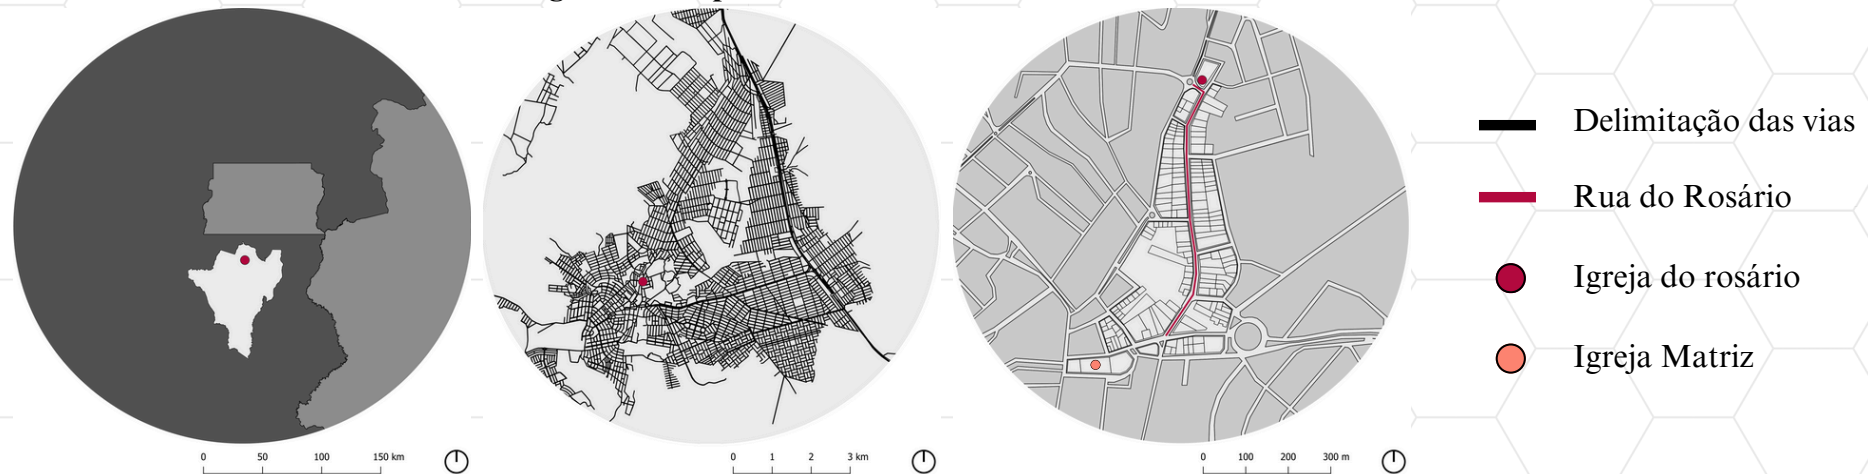 Delimitação das vias
Rua do Rosário
Igreja do rosário
Igreja Matriz
0 50 100 150 km
0 1 2 3 km
0 100 200 300 m